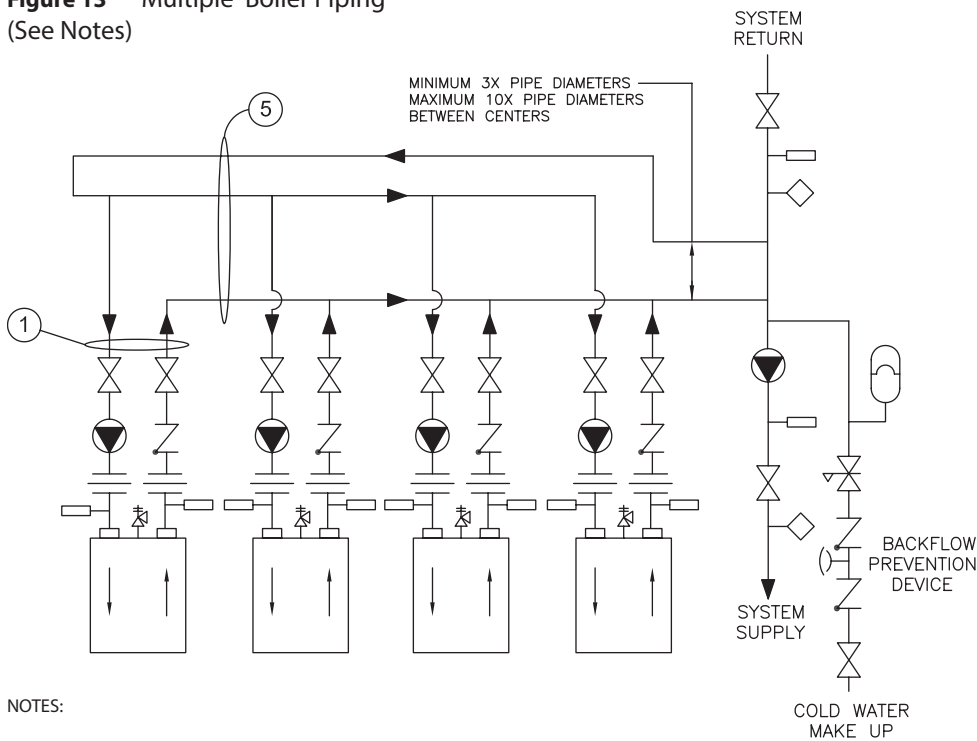 Figure 13 Multiple Boiler Piping
(See Notes)
SYSTEM
RETURN
MINIMUM 3X PIPE DIAMETERS
MAXIMUM 10X PIPE DIAMETERS
BETWEEN CENTERS
5
1
BACKFLOW
PREVENTION
DEVICE
SYSTEM
SUPPLY
NOTES:
COLD WATER
MAKE UP